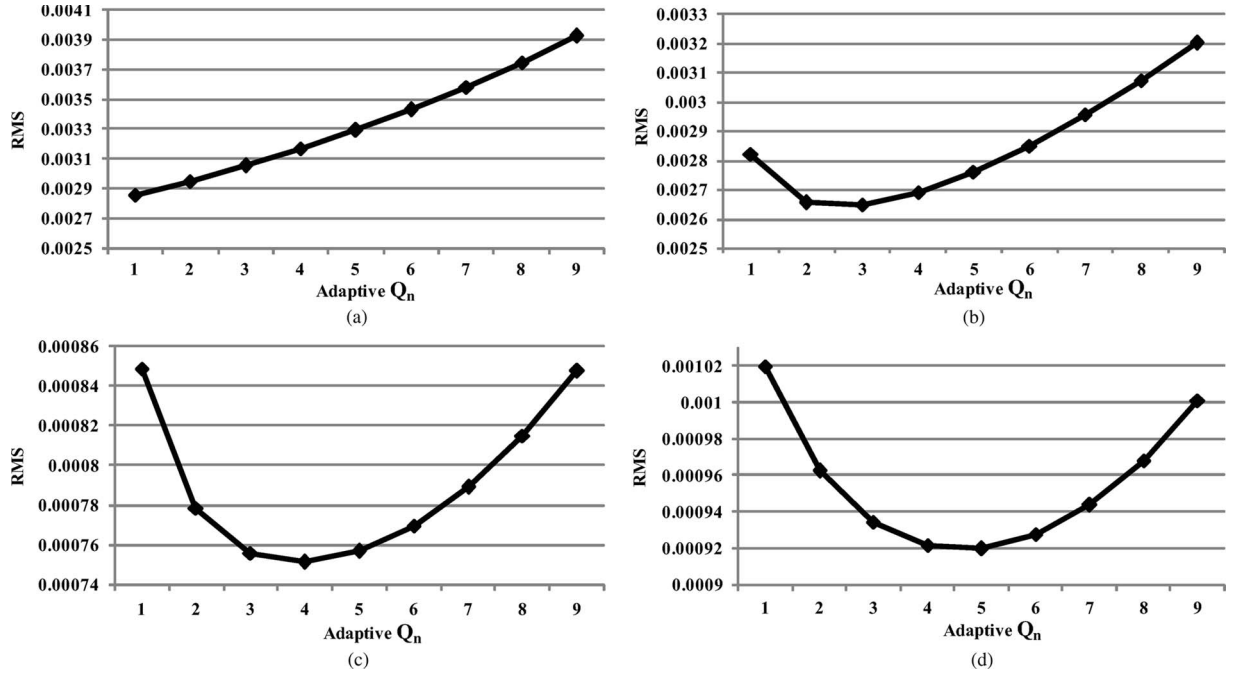 0.0041
0.0039
0.0037
0.0035
0.0033
0.0031
0.0029
0.0027
0.0025
RMS
1 2 3 4 5 6 7 8 9
Adaptive Qn
(a)
0.0033
0.0032
0.0031
0.003
0.0029
0.0028
0.0027
0.0026
0.0025
RMS
1 2 3 4 5 6 7 8 9
Adaptive Qn
(b)
0.00086
0.00084
0.00082
0.0008
0.00078
0.00076
0.00074
RMS
1 2 3 4 5 6 7 8 9
Adaptive Qn
(c)
0.00102
0.001
0.00098
0.00096
0.00094
0.00092
0.0009
RMS
1 2 3 4 5 6 7 8 9
Adaptive Qn
(d)